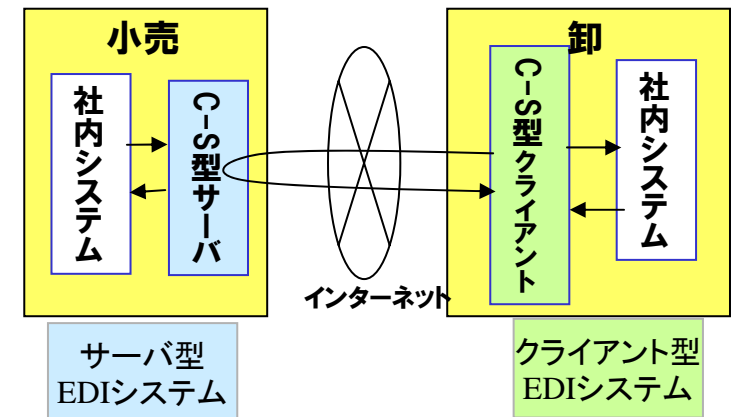 小売
社内システム
C-S型サーバ
インターネット
卸
C-S型クライアント
社内システム
サーバ型
EDIシステム
クライアント型
EDIシステム